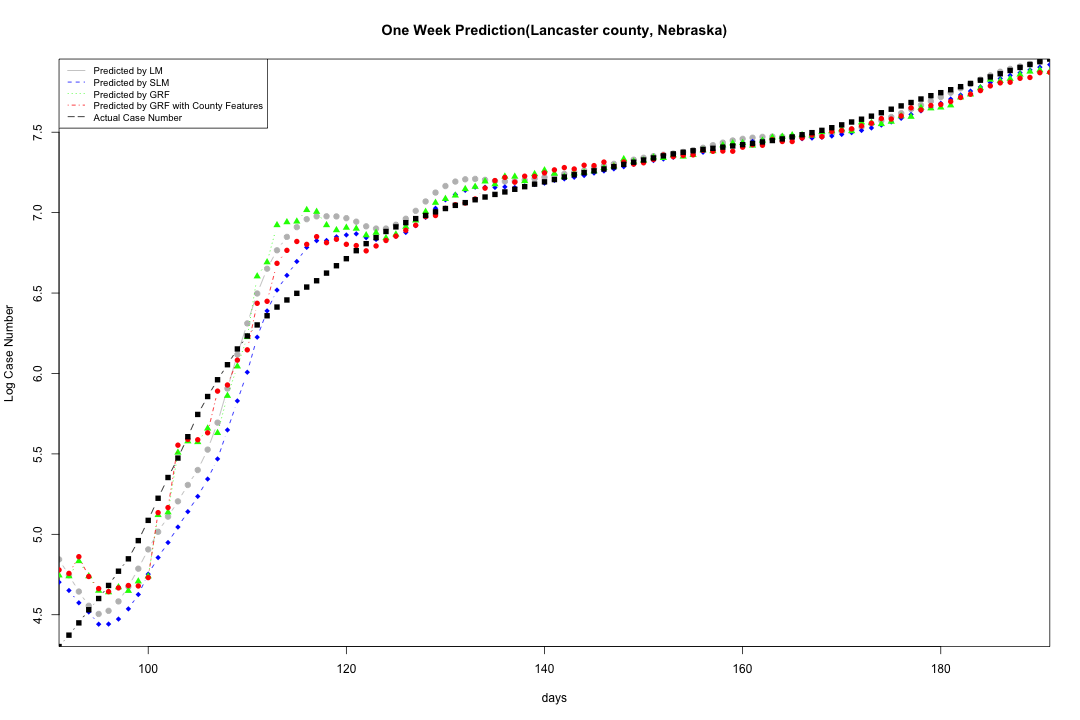 One Week Prediction(Lancaster county, Nebraska)
Predicted by LM
Predicted by SLM
Predicted by GRF
Predicted by GRF with County Features
Actual Case Number
Log Case Number
7.5
7.0
6.5
6.0
5.5
5.0
4.5
100 120 140 160 180
days